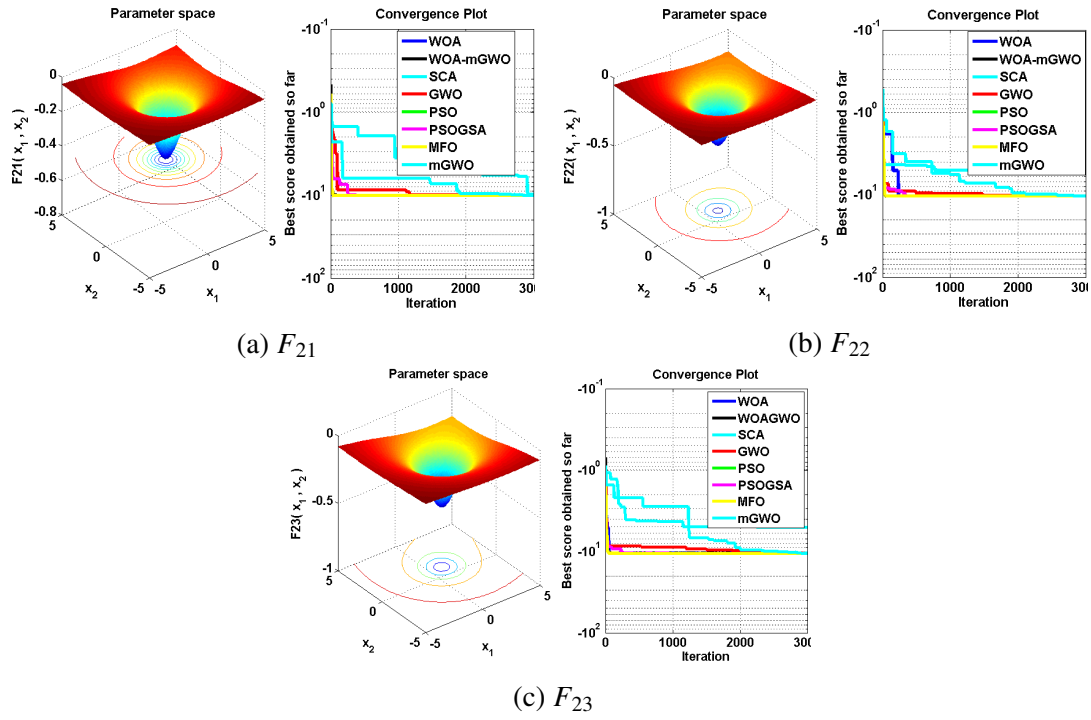 Parameter space
F21( x1 , x2 )
0
-0.2
-0.4
-0.6
-0.8
5
0
-5
x2
-5
0
5
x1
Convergence Plot
Best score obtained so far
-10^-1
-10^0
-10^1
-10^2
0
1000
2000
300
Iteration
WOA
WOA-mGWO
SCA
GWO
PSO
PSOGSA
MFO
mGWO
(a) F21
Parameter space
F22( x1 , x2 )
0
-0.5
-1
5
0
-5
x2
-5
0
5
x1
Convergence Plot
Best score obtained so far
-10^-1
-10^0
-10^1
-10^2
0
1000
2000
300
Iteration
WOA
WOA-mGWO
SCA
GWO
PSO
PSOGSA
MFO
mGWO
(b) F22
Parameter space
F23( x1 , x2 )
0
-0.5
-1
5
0
-5
x2
-5
0
5
x1
Convergence Plot
Best score obtained so far
-10^-1
-10^0
-10^1
-10^2
0
1000
2000
300
Iteration
WOA
WOAGWO
SCA
GWO
PSO
PSOGSA
MFO
mGWO
(c) F23